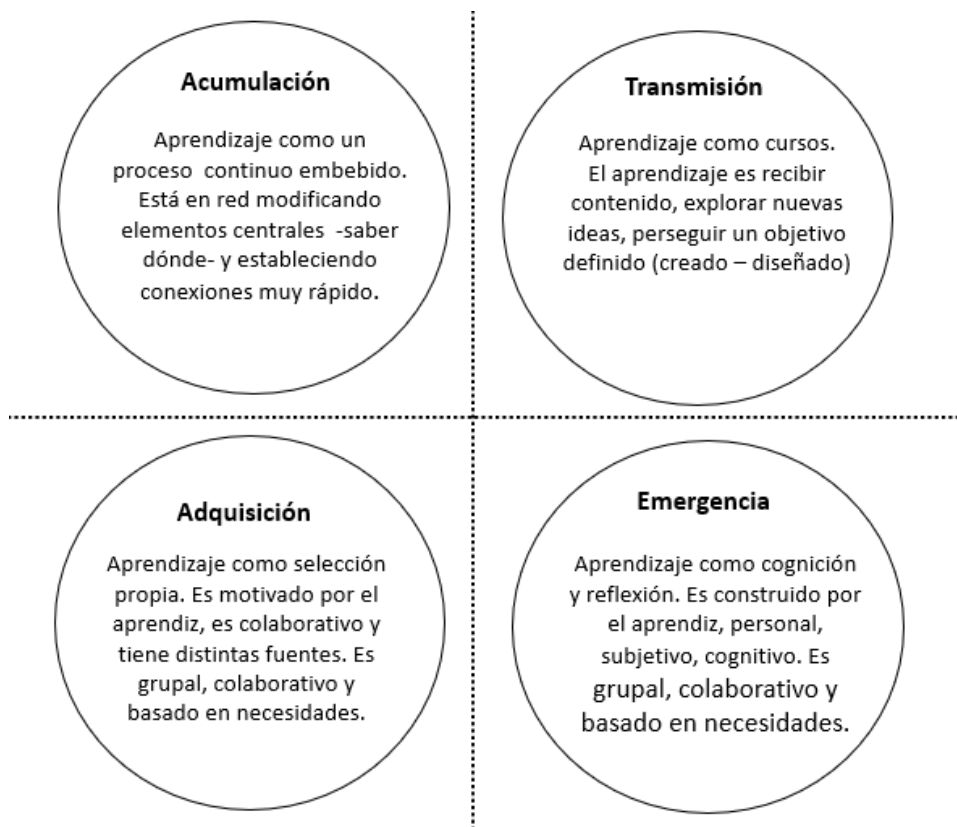 Acumulación
Aprendizaje como un
proceso continuo embebido.
Está en red modificando
elementos centrales -saber
dónde- y estableciendo
conexiones muy rápido.
Transmisión
Aprendizaje como cursos.
El aprendizaje es recibir
contenido, explorar nuevas
ideas, perseguir un objetivo
definido (creado – diseñado)
Adquisición
Aprendizaje como selección
propia. Es motivado por el
aprendiz, es colaborativo y
tiene distintas fuentes. Es
grupal, colaborativo y
basado en necesidades.
Emergencia
Aprendizaje como cognición
y reflexión. Es construido por
el aprendiz, personal,
subjetivo, cognitivo. Es
grupal, colaborativo y
basado en necesidades.